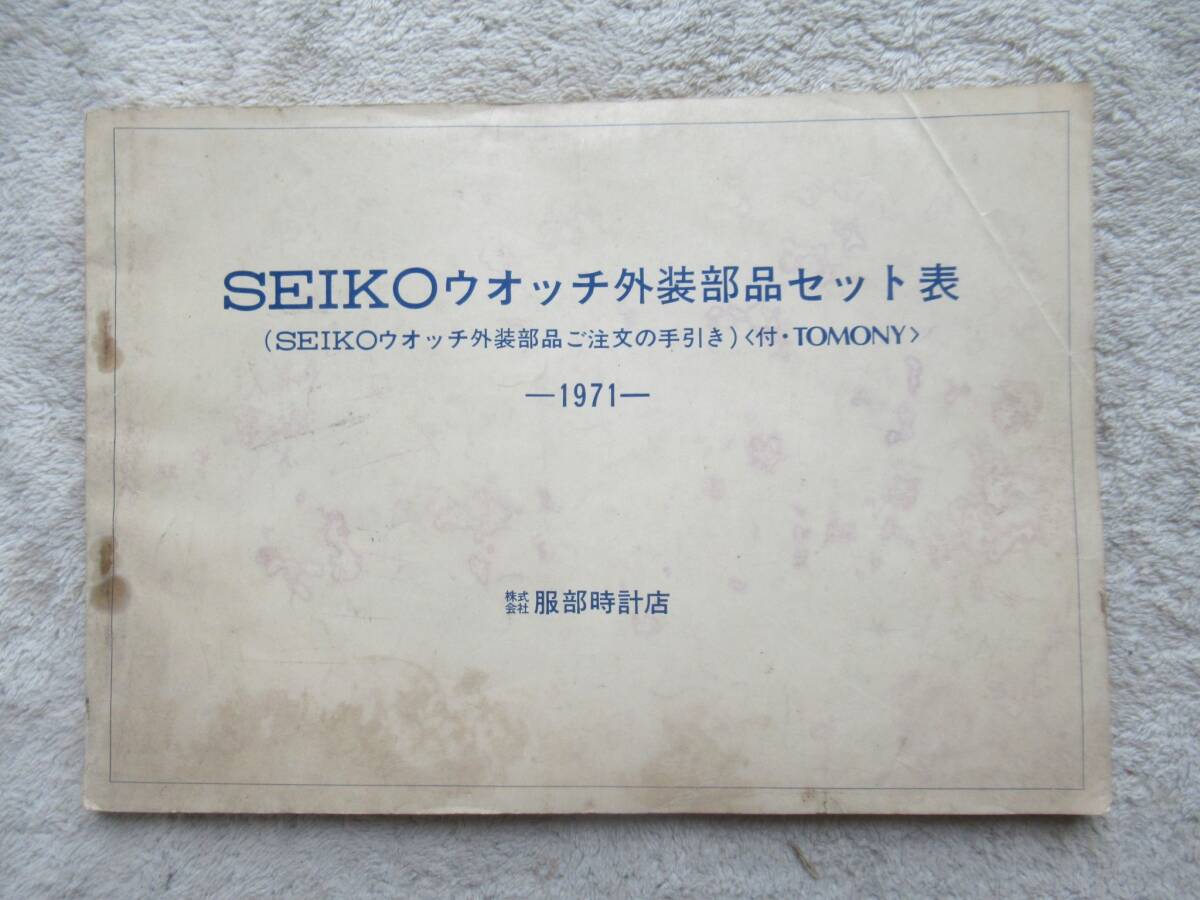 SEIKOウオッチ外装部品セット表
(SEIKOウオッチ外装部品ご注文の手引き)〈付・TOMONY〉
—1971—
株式会社 服部時計店